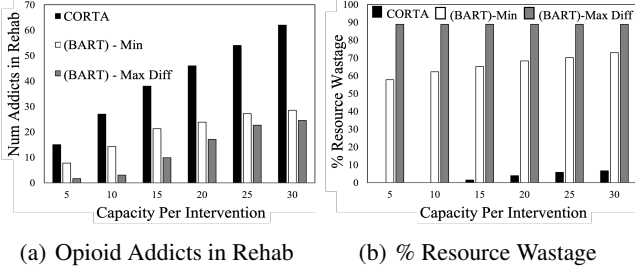 Num Addicts in Rehab
70
60
50
40
30
20
10
0
CORTA
(BART) - Min
(BART) - Max Diff
5 10 15 20 25 30
Capacity Per Intervention
(a) Opioid Addicts in Rehab
% Resource Wastage
100
90
80
70
60
50
40
30
20
10
0
CORTA (BART)-Min (BART)-Max Diff
5 10 15 20 25 30
Capacity Per Intervention
(b) % Resource Wastage